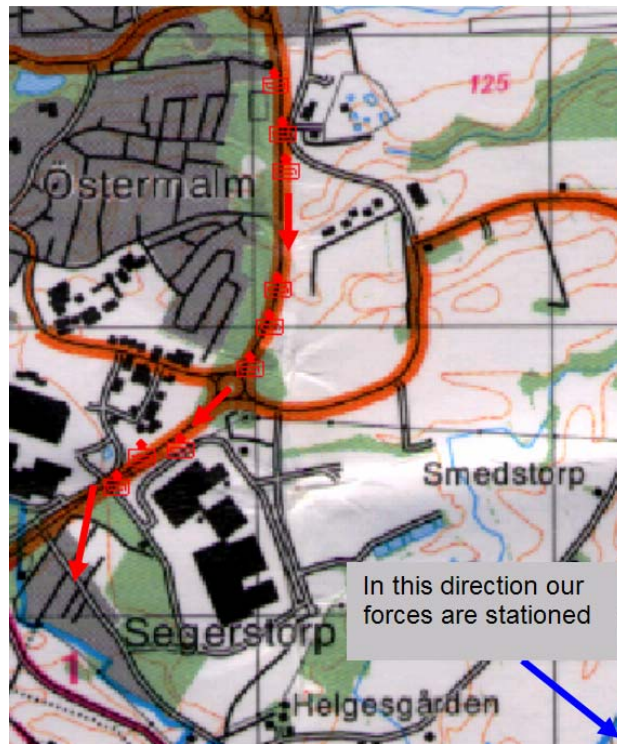 125
Östermalm
Smedstorp
In this direction our
forces are stationed
Segerstorp
1
Helgesgården